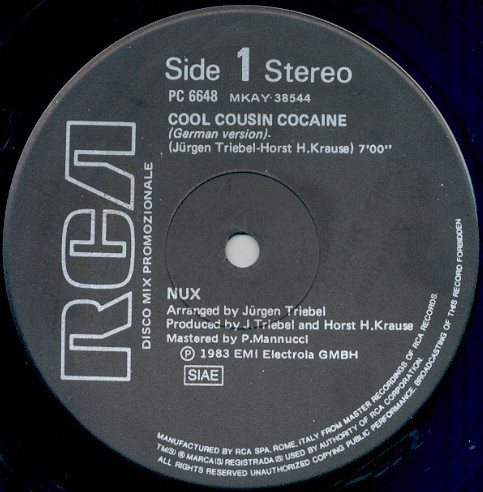 Side 1 Stereo
PC 6648 MKAY-38544
COOL COUSIN COCAINE
(German version)-
(Jürgen Triebel-Horst H.Krause) 7'00"
RCA
DISCO MIX PROMOZIONALE
NUX
Arranged by Jürgen Triebel
Produced by J.Triebel and Horst H.Krause
Mastered by P.Mannucci
Ⓟ 1983 EMI Electrola GMBH
SIAE
MANUFACTURED BY RCA SPA, ROME, ITALY FROM MASTER RECORDINGS OF RCA RECORDS.
TM(S) ® MARCA(S) REGISTRADA(S) USED BY AUTHORITY OF RCA CORPORATION.
ALL RIGHTS RESERVED UNAUTHORIZED COPYING PUBLIC PERFORMANCE, BROADCASTING OF THIS RECORD FORBIDDEN